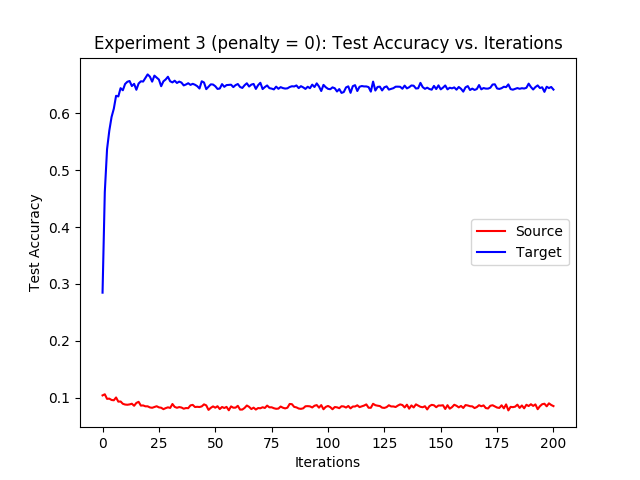 Experiment 3 (penalty = 0): Test Accuracy vs. Iterations
Test Accuracy
0.6
0.5
0.4
0.3
0.2
0.1
Source
Target
0 25 50 75 100 125 150 175 200
Iterations